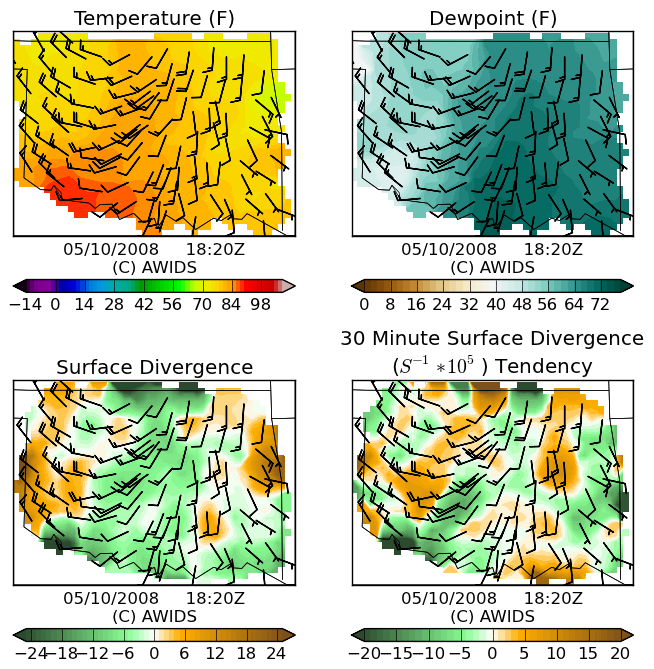 Temperature (F)
Dewpoint (F)
05/10/2008 18:20Z
(C) AWIDS
−14 0 14 28 42 56 70 84 98
05/10/2008 18:20Z
(C) AWIDS
0 8 16 24 32 40 48 56 64 72
Surface Divergence
30 Minute Surface Divergence
(S⁻¹ *10⁵ ) Tendency
05/10/2008 18:20Z
(C) AWIDS
−24 −18 −12 −6 0 6 12 18 24
05/10/2008 18:20Z
(C) AWIDS
−20 −15 −10 −5 0 5 10 15 20